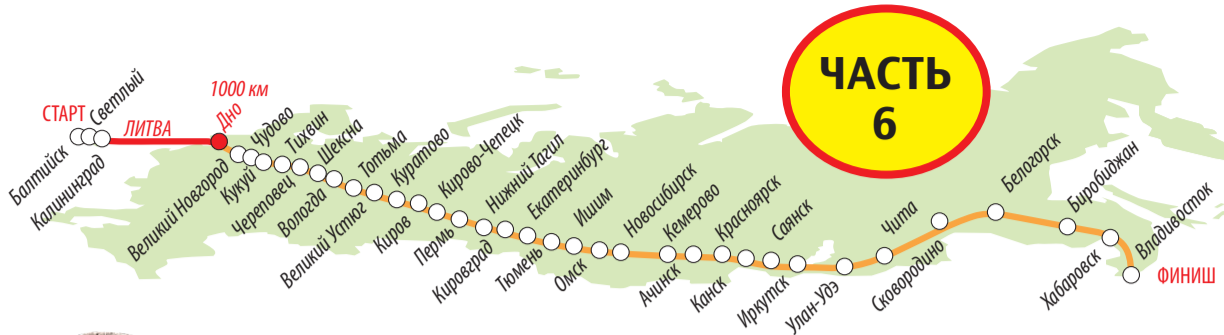 ЧАСТЬ
6
1000 км
СТАРТ
Светлый
ЛИТВА
Дно
Балтийск
Калининград
Великий Новгород
Чудово
Кукуй
Тихвин
Череповец
Шексна
Вологда
Тотьма
Великий Устюг
Куратово
Киров
Кирово-Чепецк
Пермь
Нижний Тагил
Кировград
Екатеринбург
Тюмень
Ишим
Омск
Новосибирск
Ачинск
Кемерово
Канск
Красноярск
Иркутск
Саянск
Улан-Удэ
Чита
Сковородино
Белогорск
Хабаровск
Биробиджан
Владивосток
ФИНИШ